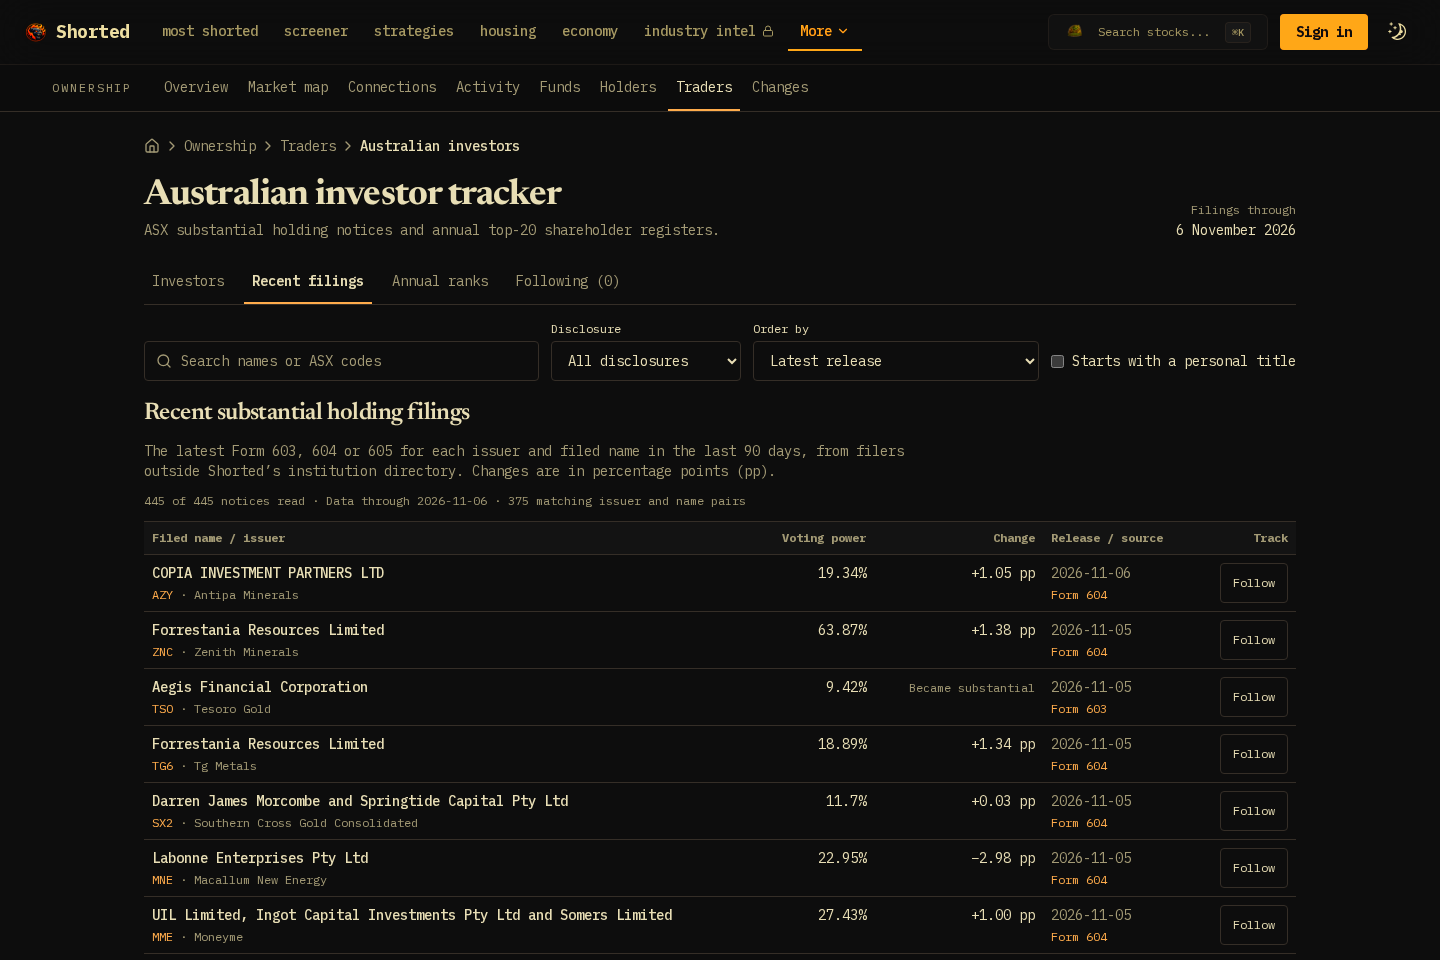 Shorted most shorted screener strategies housing economy industry intel More Search stocks... ⌘K Sign in
OWNERSHIP Overview Market map Connections Activity Funds Holders Traders Changes
Ownership Traders Australian investors
Australian investor tracker
Filings through
ASX substantial holding notices and annual top-20 shareholder registers. 6 November 2026
Investors Recent filings Annual ranks Following (0)
Disclosure Order by
Search names or ASX codes All disclosures Latest release Starts with a personal title
Recent substantial holding filings
The latest Form 603, 604 or 605 for each issuer and filed name in the last 90 days, from filers
outside Shorted’s institution directory. Changes are in percentage points (pp).
445 of 445 notices read · Data through 2026-11-06 · 375 matching issuer and name pairs
Filed name / issuer Voting power Change Release / source Track
COPIA INVESTMENT PARTNERS LTD 19.34% +1.05 pp 2026-11-06 Follow
AZY · Antipa Minerals Form 604
Forrestania Resources Limited 63.87% +1.38 pp 2026-11-05 Follow
ZNC · Zenith Minerals Form 604
Aegis Financial Corporation 9.42% Became substantial 2026-11-05 Follow
TSO · Tesoro Gold Form 603
Forrestania Resources Limited 18.89% +1.34 pp 2026-11-05 Follow
TG6 · Tg Metals Form 604
Darren James Morcombe and Springtide Capital Pty Ltd 11.7% +0.03 pp 2026-11-05 Follow
SX2 · Southern Cross Gold Consolidated Form 604
Labonne Enterprises Pty Ltd 22.95% −2.98 pp 2026-11-05 Follow
MNE · Macallum New Energy Form 604
UIL Limited, Ingot Capital Investments Pty Ltd and Somers Limited 27.43% +1.00 pp 2026-11-05 Follow
MME · Moneyme Form 604